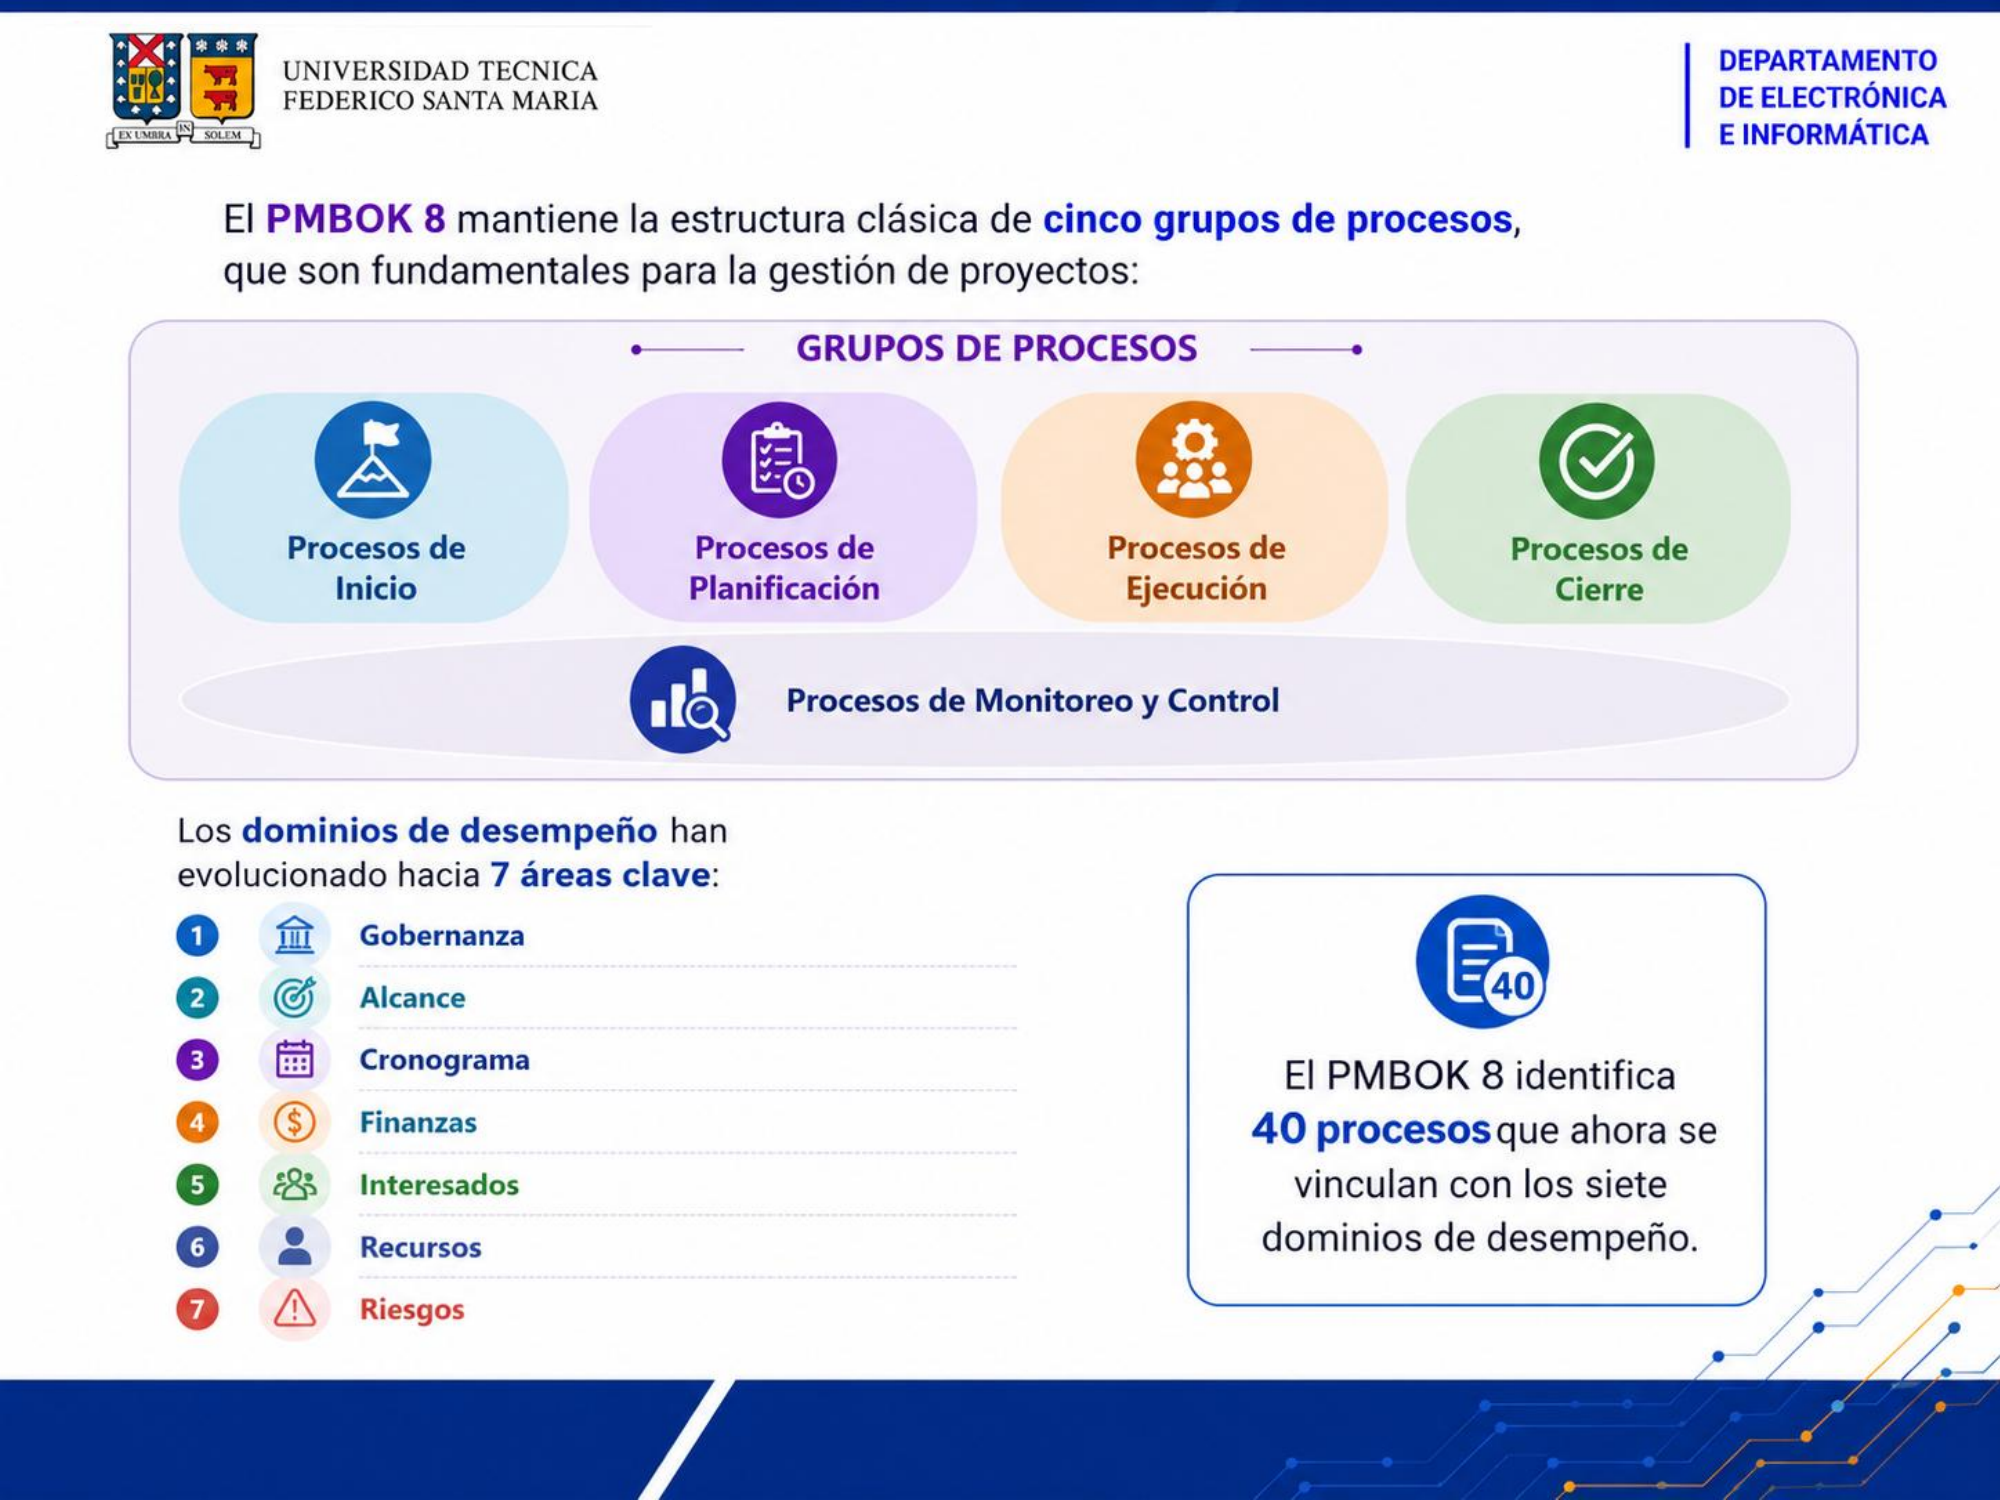 UNIVERSIDAD TECNICA
FEDERICO SANTA MARIA
EX UMBRA IN SOLEM
DEPARTAMENTO
DE ELECTRÓNICA
E INFORMÁTICA
El PMBOK 8 mantiene la estructura clásica de cinco grupos de procesos,
que son fundamentales para la gestión de proyectos:
GRUPOS DE PROCESOS
Procesos de
Inicio
Procesos de
Planificación
Procesos de
Ejecución
Procesos de
Cierre
Procesos de Monitoreo y Control
Los dominios de desempeño han
evolucionado hacia 7 áreas clave:
1 Gobernanza
2 Alcance
3 Cronograma
4 Finanzas
5 Interesados
6 Recursos
7 Riesgos
40
El PMBOK 8 identifica
40 procesos que ahora se
vinculan con los siete
dominios de desempeño.